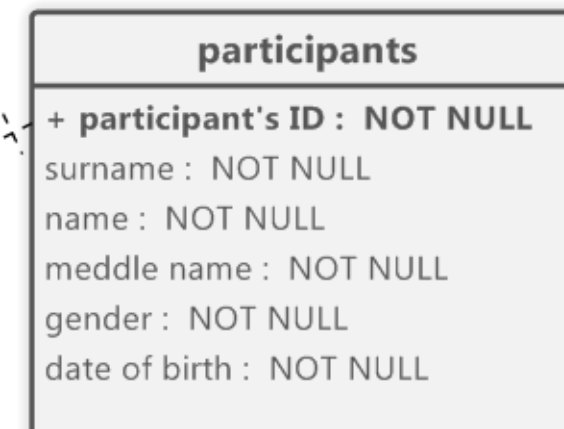 participants
+ participant's ID : NOT NULL
surname : NOT NULL
name : NOT NULL
meddle name : NOT NULL
gender : NOT NULL
date of birth : NOT NULL